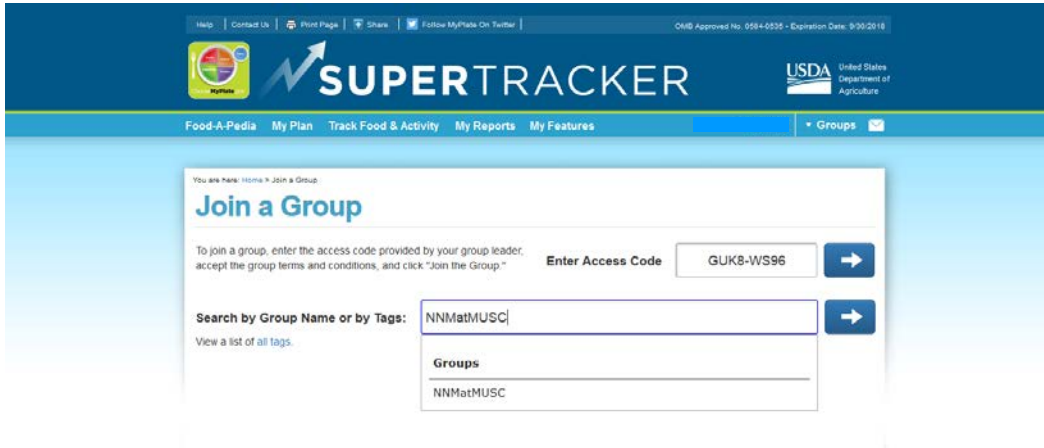 Help | Contact Us | Print Page | Share | Follow MyPlate On Twitter |
OMB Approved No. 0584-0535 - Expiration Date: 9/30/2018
MyPlate
SUPERTRACKER
USDA United States
Department of
Agriculture
Food-A-Pedia My Plan Track Food & Activity My Reports My Features Groups
You are here: Home > Join a Group
Join a Group
To join a group, enter the access code provided by your group leader,
accept the group terms and conditions, and click "Join the Group."
Enter Access Code GUK8-WS96
Search by Group Name or by Tags: NNMatMUSC
View a list of all tags.
Groups
NNMatMUSC